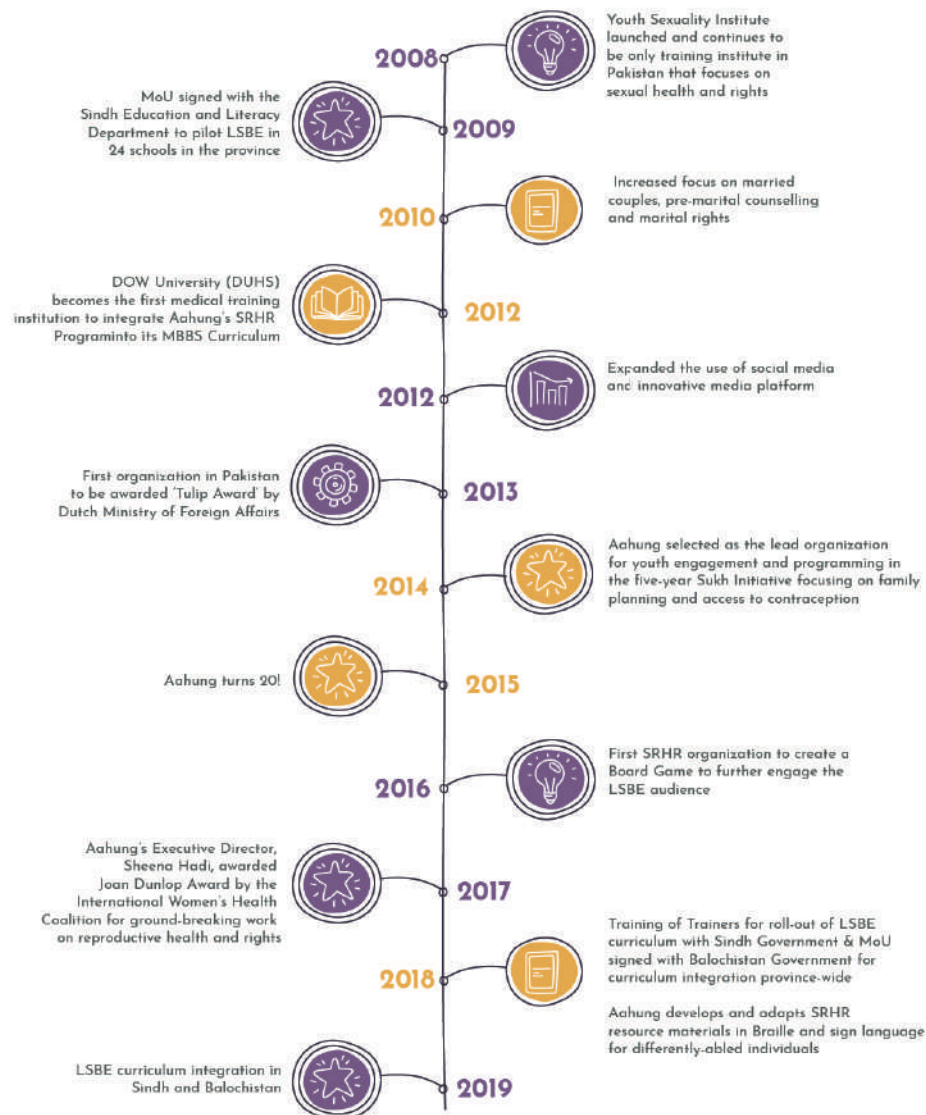 2008
Youth Sexuality Institute
launched and continues to
be only training institute in
Pakistan that focuses on
sexual health and rights
MoU signed with the
Sindh Education and Literacy
Department to pilot LSBE in
24 schools in the province
2009
2010
Increased focus on married
couples, pre-marital counselling
and marital rights
DOW University (DUHS)
becomes the first medical training
institution to integrate Aahung's SRHR
Programinto its MBBS Curriculum
2012
2012
Expanded the use of social media
and innovative media platform
First organization in Pakistan
to be awarded 'Tulip Award' by
Dutch Ministry of Foreign Affairs
2013
2014
Aahung selected as the lead organization
for youth engagement and programming in
the five-year Sukh Initiative focusing on family
planning and access to contraception
Aahung turns 20!
2015
2016
First SRHR organization to create a
Board Game to further engage the
LSBE audience
Aahung's Executive Director,
Sheena Hadi, awarded
Joan Dunlop Award by the
International Women's Health
Coalition for ground-breaking work
on reproductive health and rights
2017
2018
Training of Trainers for roll-out of LSBE
curriculum with Sindh Government & MoU
signed with Balochistan Government for
curriculum integration province-wide
Aahung develops and adapts SRHR
resource materials in Braille and sign language
for differently-abled individuals
LSBE curriculum integration in
Sindh and Balochistan
2019